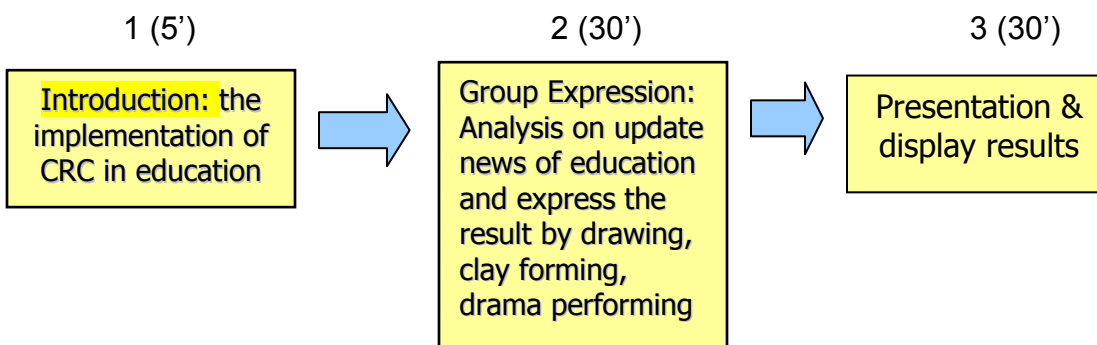 1 (5’)
2 (30’)
3 (30’)
Introduction: the
implementation of
CRC in education
Group Expression:
Analysis on update
news of education
and express the
result by drawing,
clay forming,
drama performing
Presentation &
display results